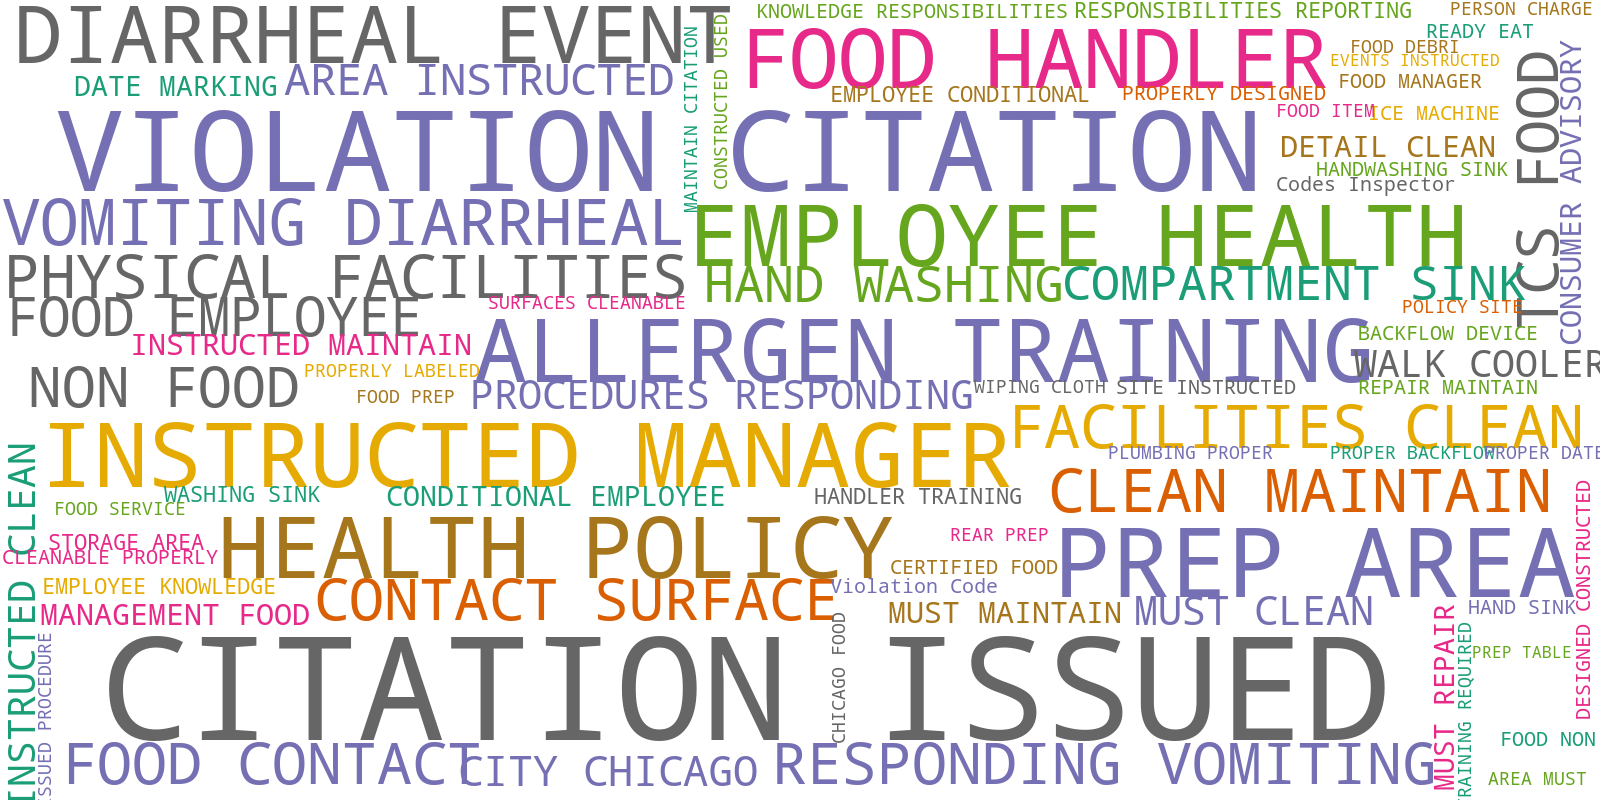 DIARRHEAL EVENT
KNOWLEDGE RESPONSIBILITIES
RESPONSIBILITIES REPORTING
PERSON CHARGE
READY EAT
FOOD HANDLER
FOOD DEBRI
EVENTS INSTRUCTED
FOOD MANAGER
DATE MARKING
AREA INSTRUCTED
MAINTAIN CITATION
CONSTRUCTED USED
EMPLOYEE CONDITIONAL
PROPERLY DESIGNED
FOOD ITEM
ICE MACHINE
VIOLATION
CITATION
DETAIL CLEAN
HANDWASHING SINK
Codes Inspector
TCS FOOD
CONSUMER ADVISORY
VOMITING DIARRHEAL
EMPLOYEE HEALTH
PHYSICAL FACILITIES
HAND WASHING
COMPARTMENT SINK
FOOD EMPLOYEE
SURFACES CLEANABLE
POLICY SITE
INSTRUCTED MAINTAIN
ALLERGEN TRAINING
BACKFLOW DEVICE
WALK COOLER
NON FOOD
PROPERLY LABELED
FOOD PREP
PROCEDURES RESPONDING
WIPING CLOTH
SITE INSTRUCTED
REPAIR MAINTAIN
INSTRUCTED MANAGER
FACILITIES CLEAN
PLUMBING PROPER
PROPER BACKFLOW
PROPER DATE
INSTRUCTED CLEAN
WASHING SINK
CONDITIONAL EMPLOYEE
HANDLER TRAINING
CLEAN MAINTAIN
FOOD SERVICE
STORAGE AREA
CLEANABLE PROPERLY
HEALTH POLICY
REAR PREP
PREP AREA
DESIGNED CONSTRUCTED
EMPLOYEE KNOWLEDGE
CONTACT SURFACE
CERTIFIED FOOD
Violation Code
MANAGEMENT FOOD
MUST MAINTAIN
MUST CLEAN
HAND SINK
ISSUED PROCEDURE
CITATION ISSUED
CHICAGO FOOD
MUST REPAIR
TRAINING REQUIRED
PREP TABLE
FOOD CONTACT
CITY CHICAGO
RESPONDING VOMITING
FOOD NON
AREA MUST